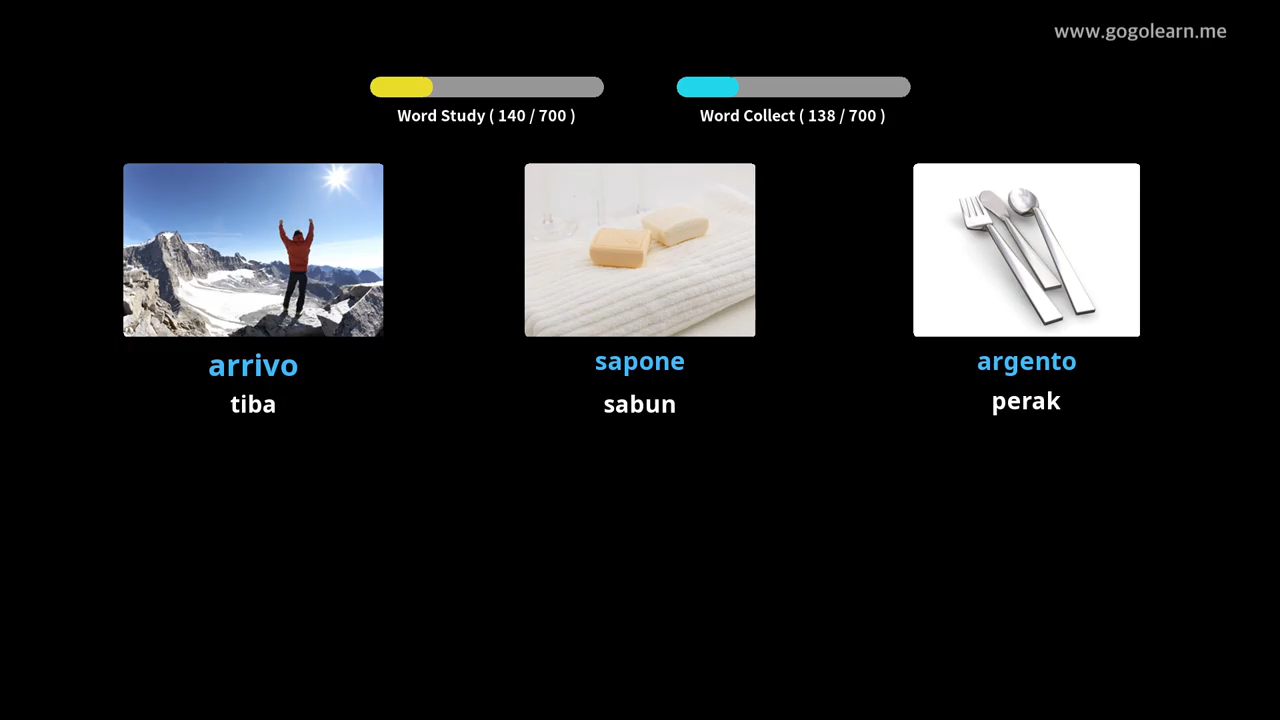 www.gogolearn.me
Word Study ( 140 / 700 )
Word Collect ( 138 / 700 )
arrivo
tiba
sapone
sabun
argento
perak